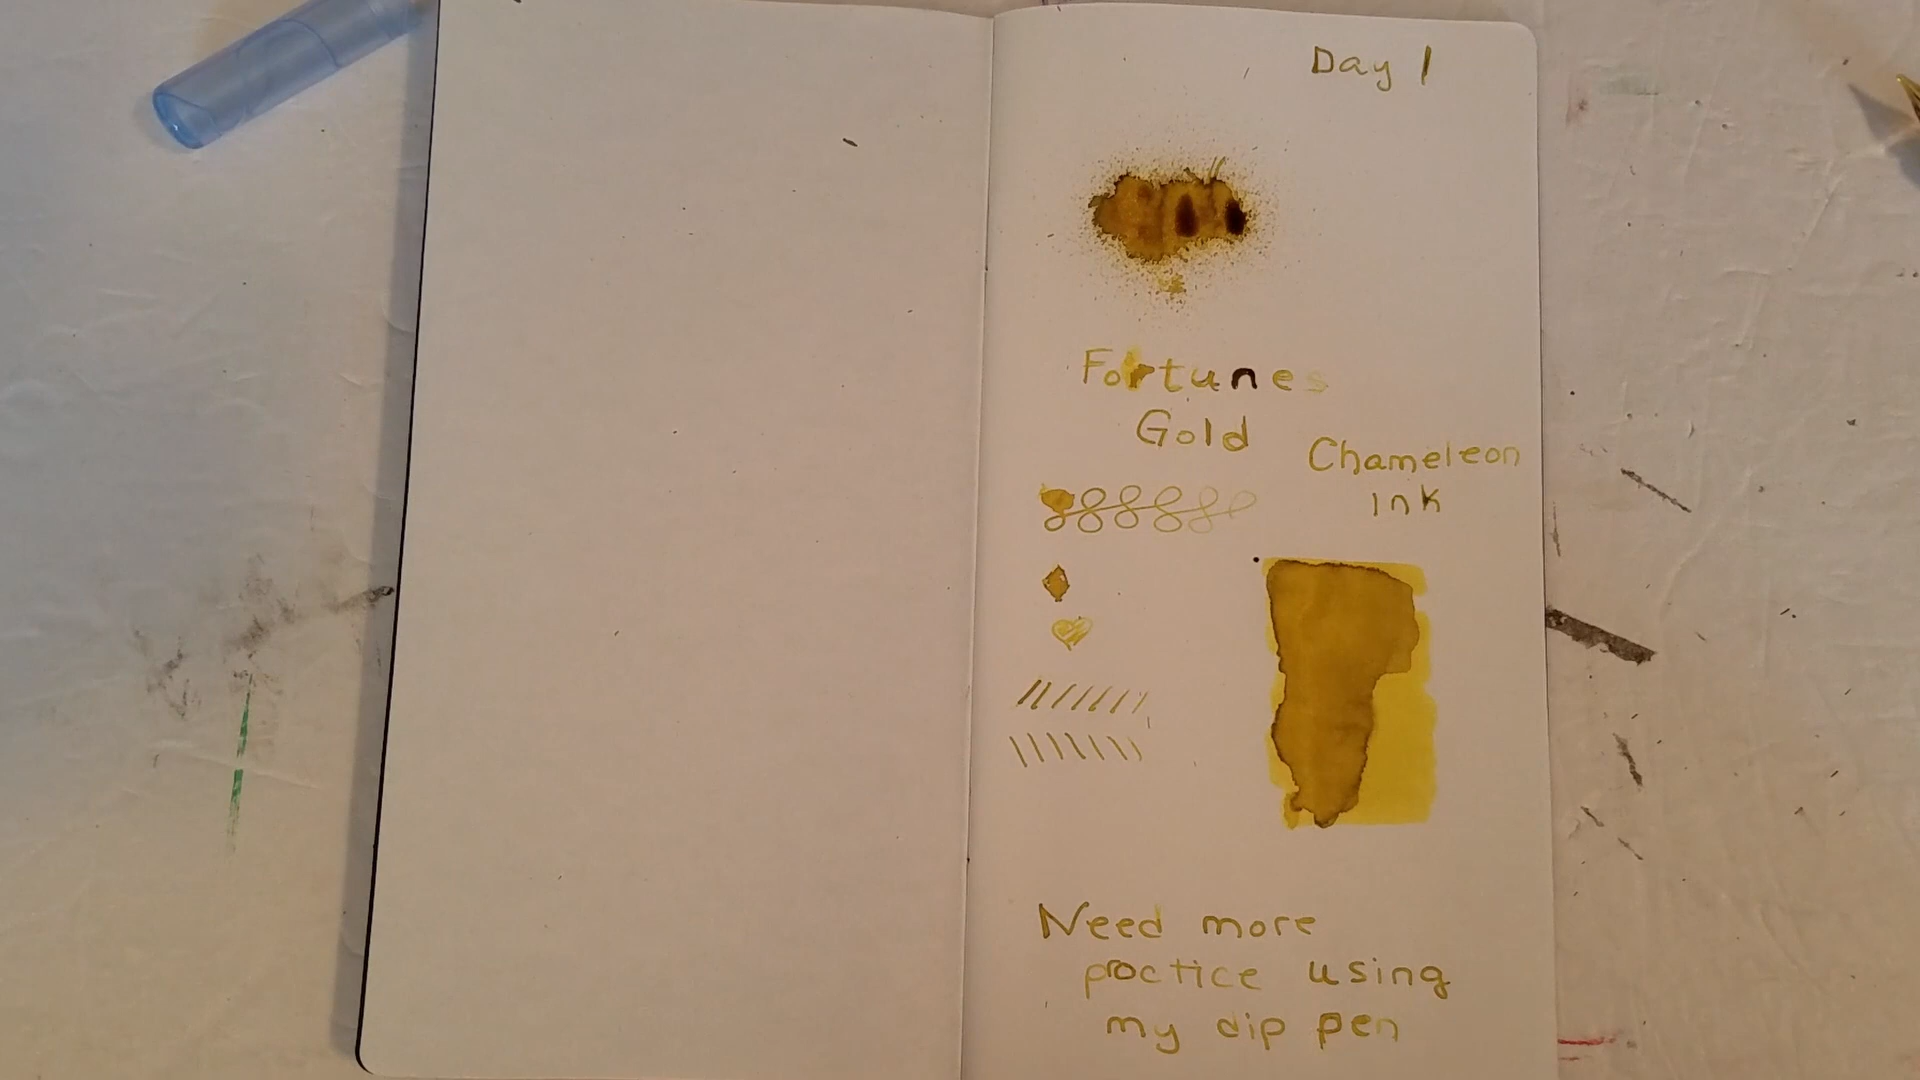 Day 1
Fortunes
Gold
Chameleon
ink
Need more
practice using
my dip pen